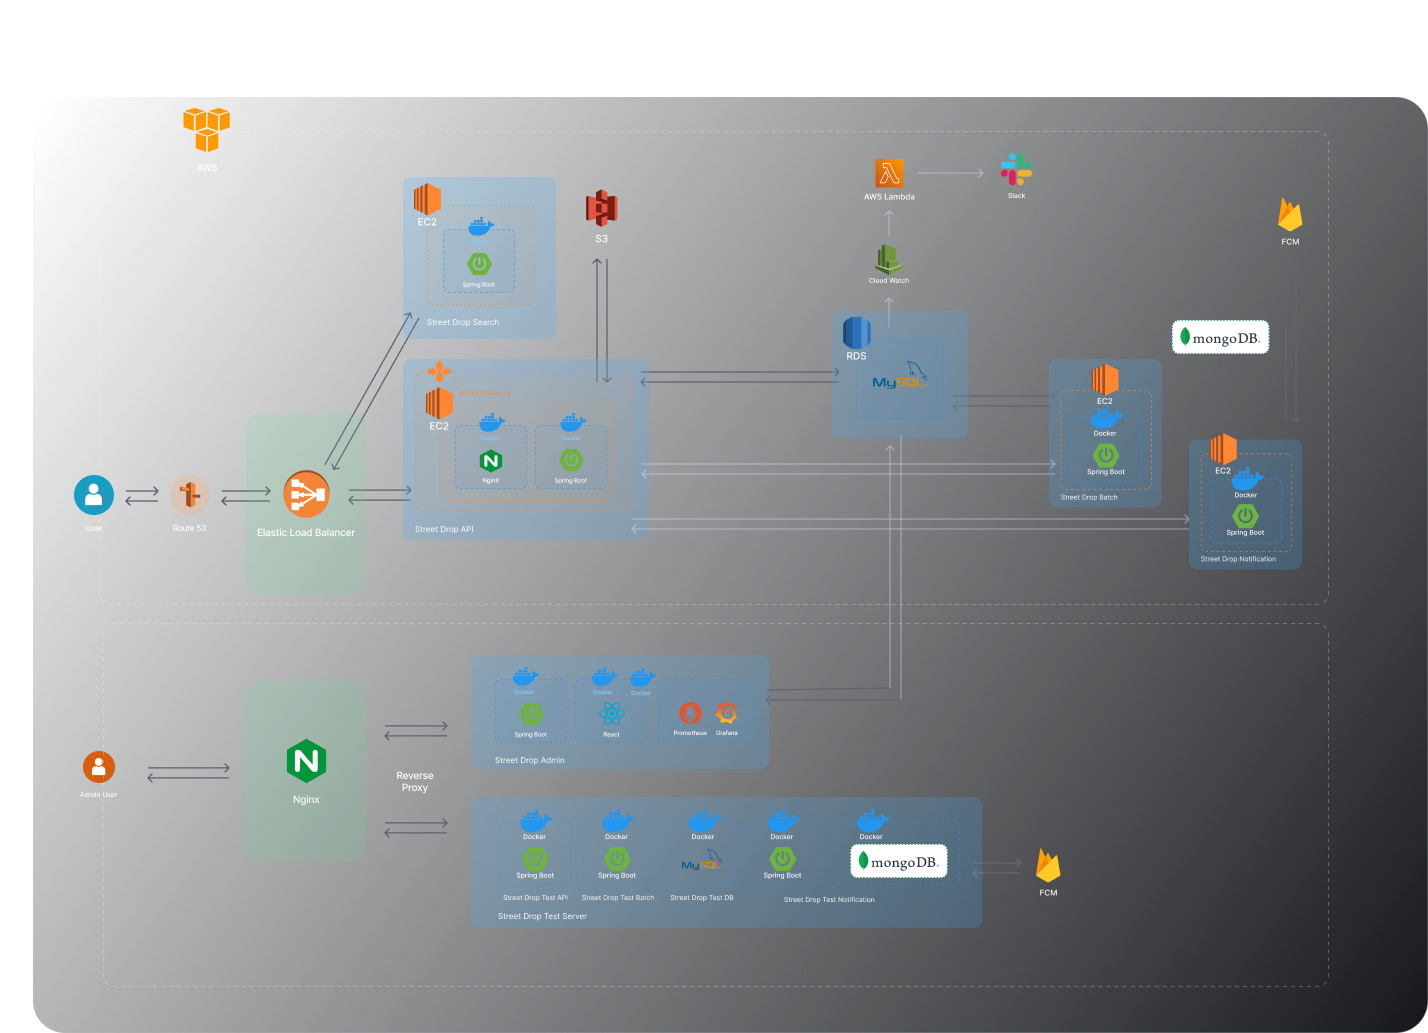 AWS
EC2
Spring Boot
Street Drop Search
S3
AWS Lambda
Slack
Cloud Watch
FCM
RDS
MySQL
mongoDB.
EC2
Docker
NginX
Docker
Spring Boot
Street Drop API
EC2
Docker
Spring Boot
Street Drop Batch
EC2
Docker
Spring Boot
Street Drop Notification
User
Route 53
Elastic Load Balancer
Docker
Spring Boot
Docker
React
Docker
Prometheus
Grafana
Street Drop Admin
Admin User
Nginx
Reverse
Proxy
Docker
Spring Boot
Street Drop Test API
Docker
Spring Boot
Street Drop Test Batch
Docker
MySQL
Street Drop Test DB
Docker
Spring Boot
Docker
mongoDB.
Street Drop Test Notification
Street Drop Test Server
FCM